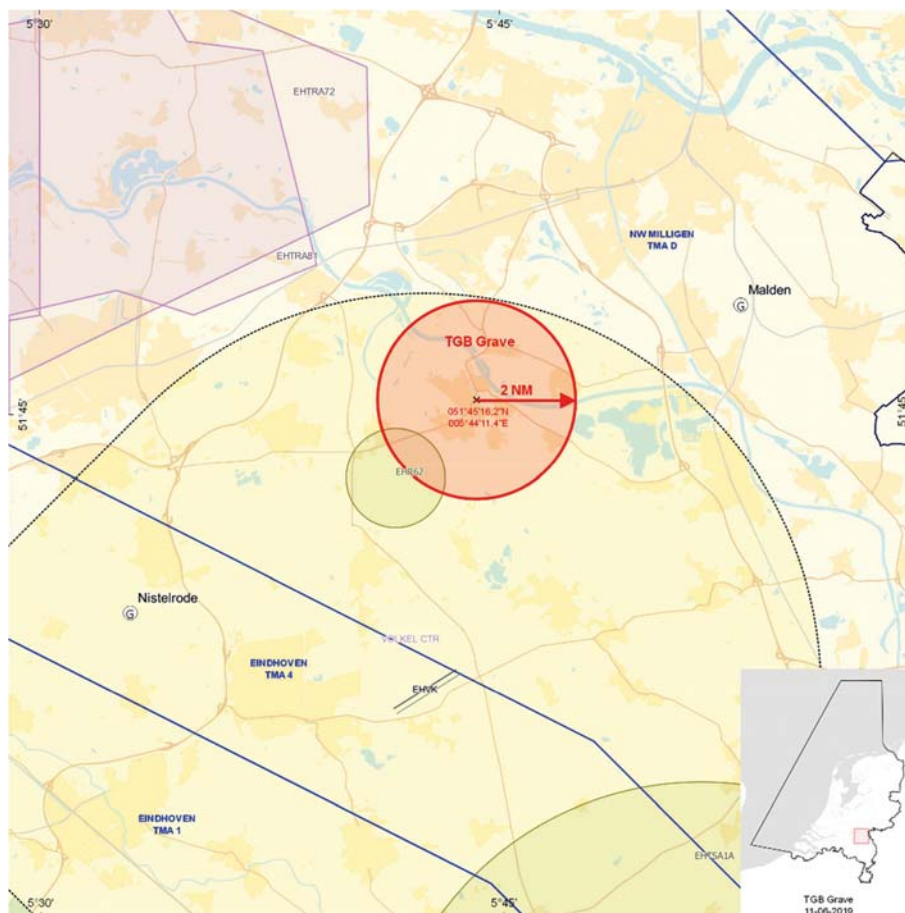 5°30'
5°45'
EHTRA72
NW MILLIGEN
TMA D
EHTRA81
Malden
G
TGB Grave
2 NM
051°45'16.2"N
005°44'11.4"E
51°45'
51°45'
EHR62
Nistelrode
G
VOLKEL CTR
EINDHOVEN
TMA 4
EHVK
EINDHOVEN
TMA 1
EHTSA1A
5°30'
5°45'
TGB Grave
11-06-2019